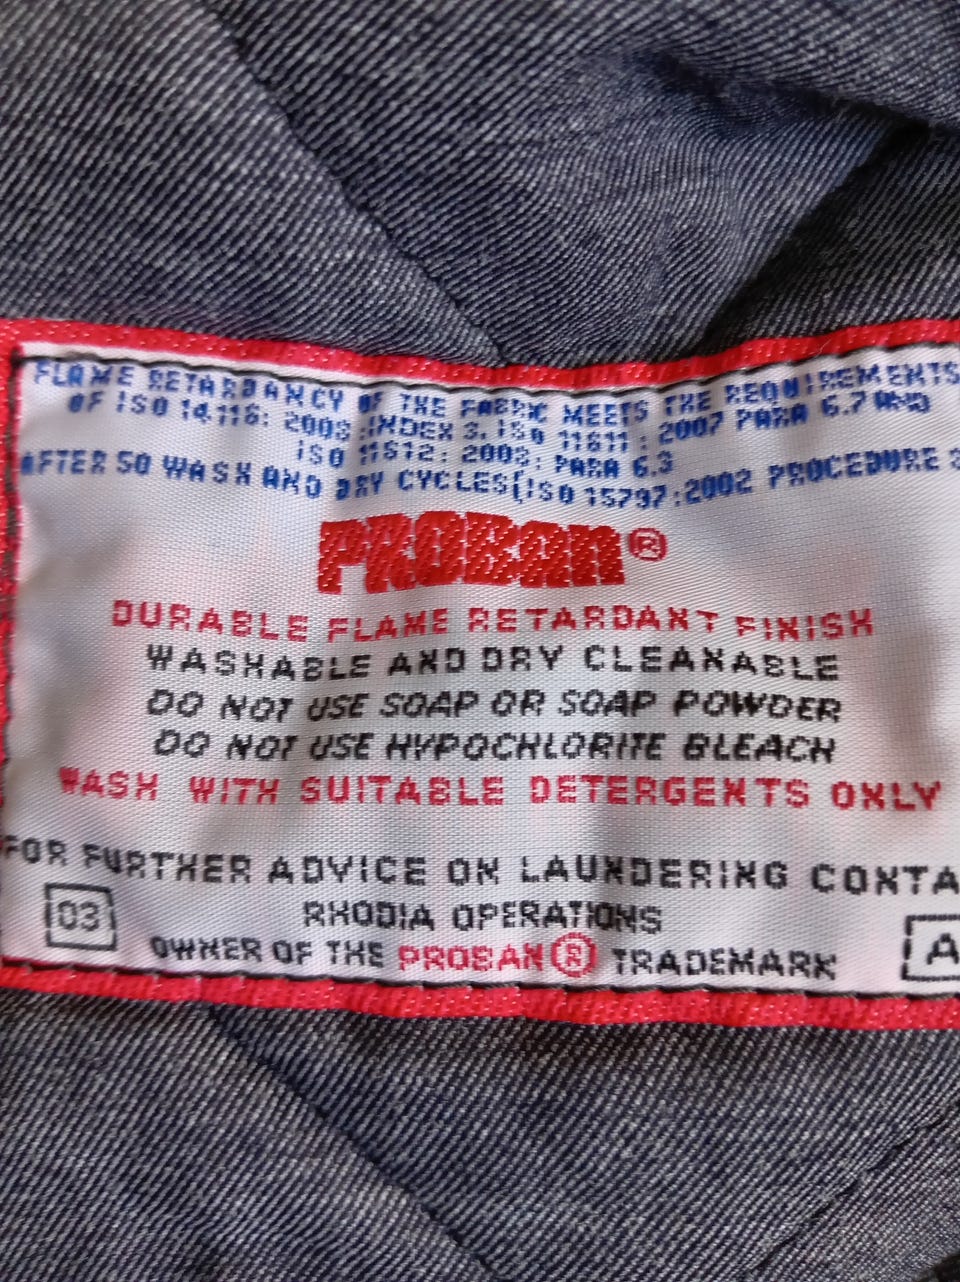 FLAME RETARDANCY OF THE FABRIC MEETS THE REQUIREMENTS
OF ISO 14116: 2008 :INDEX 3, ISO 11611 : 2007 PARA 6.7 AND
ISO 11612: 2008: PARA 6.3
AFTER 50 WASH AND DRY CYCLES(ISO 15797:2002 PROCEDURE
PROBAN®
DURABLE FLAME RETARDANT FINISH
WASHABLE AND DRY CLEANABLE
DO NOT USE SOAP OR SOAP POWDER
DO NOT USE HYPOCHLORITE BLEACH
WASH WITH SUITABLE DETERGENTS ONLY
FOR FURTHER ADVICE ON LAUNDERING CONTA
RHODIA OPERATIONS
03
OWNER OF THE PROBAN® TRADEMARK
A